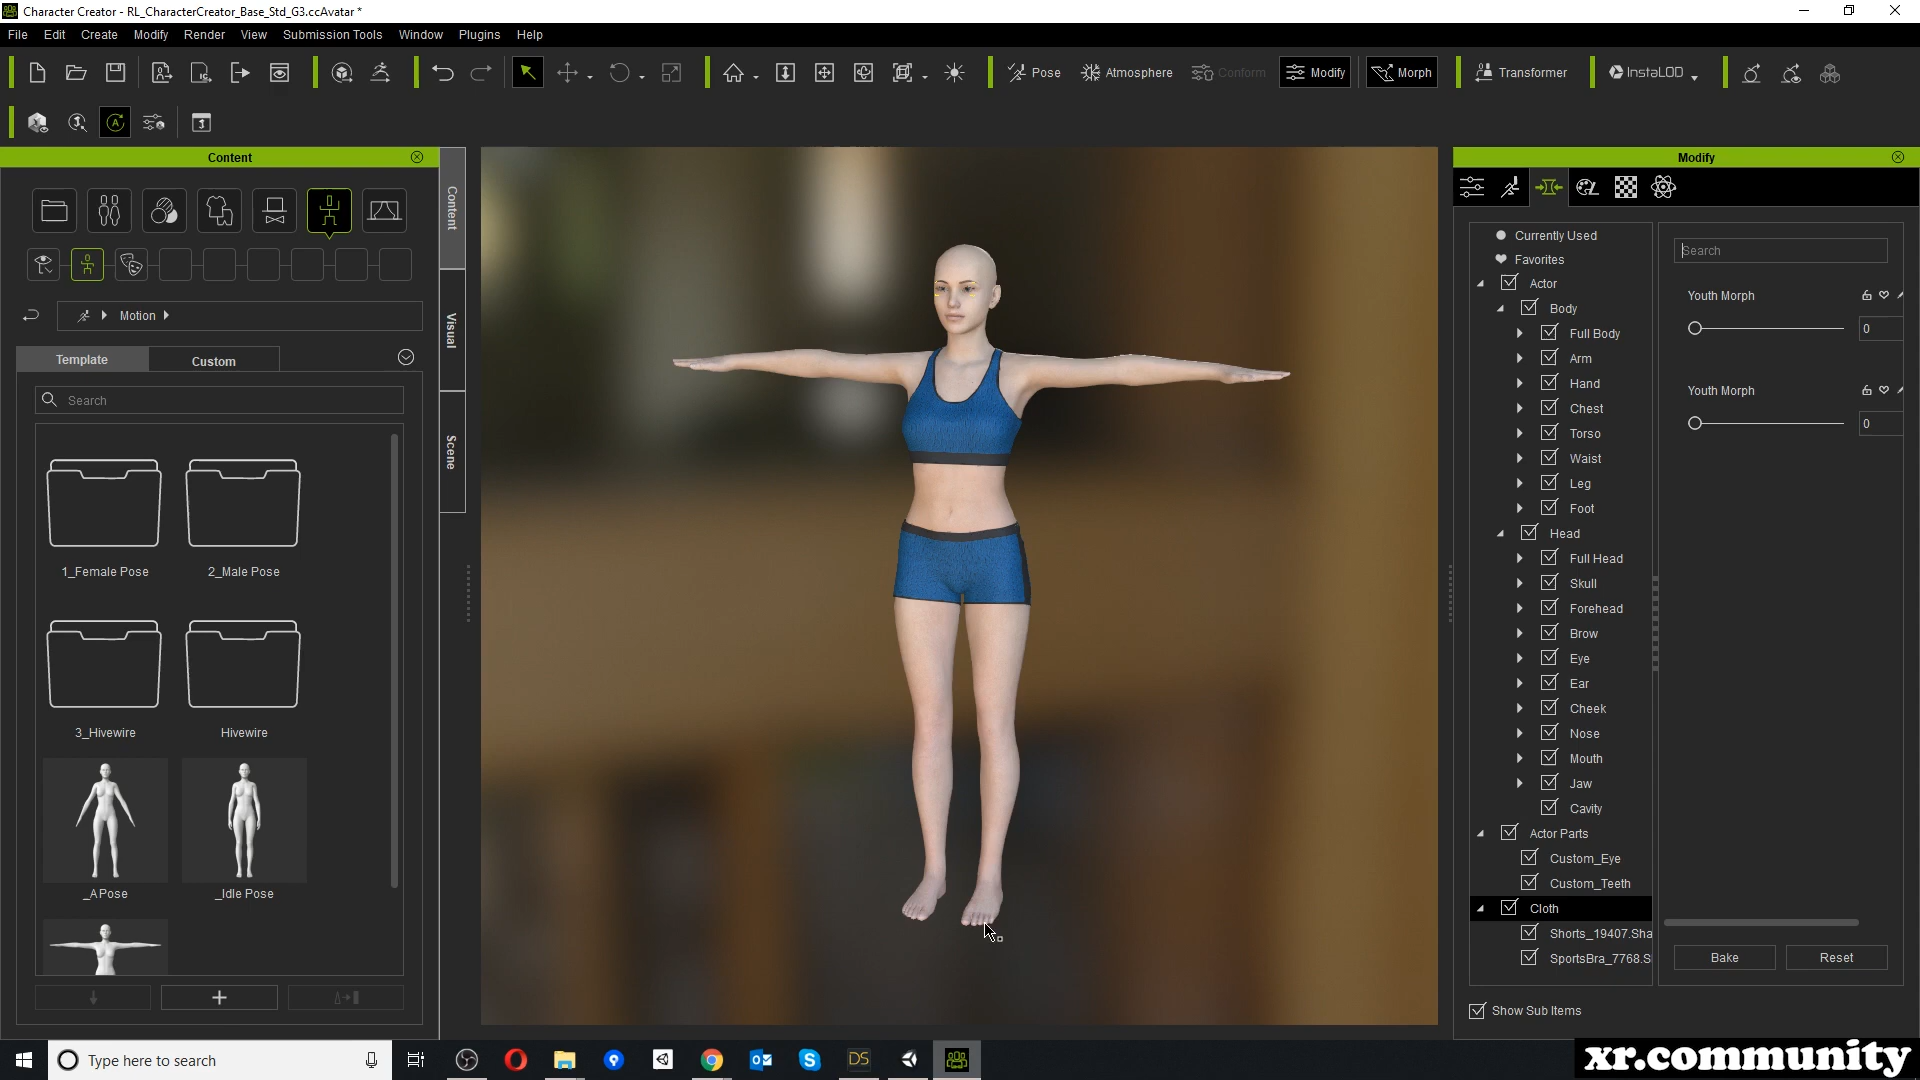 Character Creator - RL_CharacterCreator_Base_Std_G3.ccAvatar *
File Edit Create Modify Render View Submission Tools Window Plugins Help
Pose Atmosphere Conform Modify Morph Transformer InstaLOD
Content
Content
Visual
Scene
Motion
Template Custom
Search
1_Female Pose 2_Male Pose
3_Hivewire Hivewire
_APose _Idle Pose
Modify
Currently Used
Favorites
Actor
Body
Full Body
Arm
Hand
Chest
Torso
Waist
Leg
Foot
Head
Full Head
Skull
Forehead
Brow
Eye
Ear
Cheek
Nose
Mouth
Jaw
Cavity
Actor Parts
Custom_Eye
Custom_Teeth
Cloth
Shorts_19407.Sha
SportsBra_7768.S
Show Sub Items
Search
Youth Morph
0
Youth Morph
0
Bake Reset
Type here to search
DS
xr.community